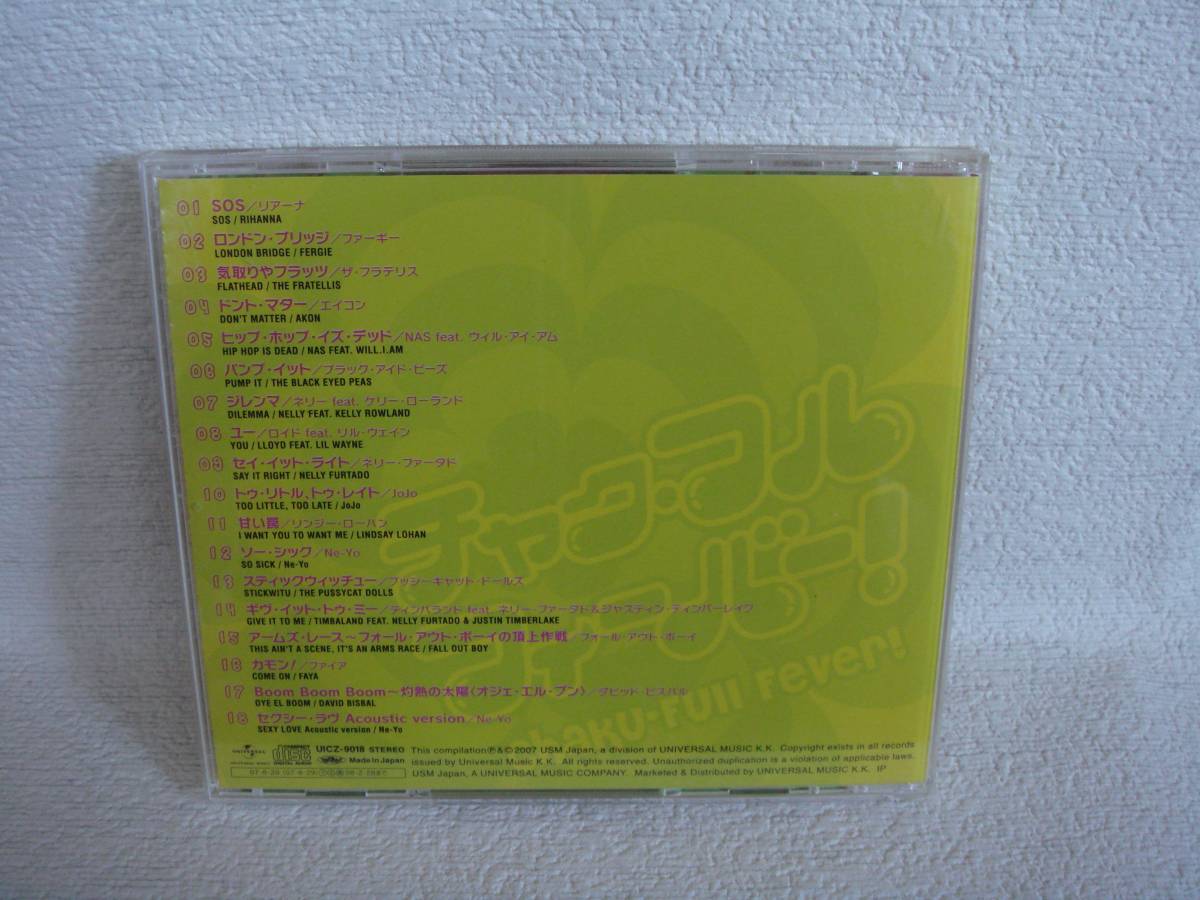 01 SOS/リアーナ
SOS / RIHANNA
02 ロンドン・ブリッジ/ファーギー
LONDON BRIDGE / FERGIE
03 気取りやフラッツ/ザ・フラテリス
FLATHEAD / THE FRATELLIS
04 ドント・マター/エイコン
DON'T MATTER / AKON
05 ヒップ・ホップ・イズ・デッド/NAS feat. ウィル・アイ・アム
HIP HOP IS DEAD / NAS FEAT. WILL.I.AM
06 パンプ・イット/ブラック・アイド・ピーズ
PUMP IT / THE BLACK EYED PEAS
07 ジレンマ/ネリー feat. ケリー・ローランド
DILEMMA / NELLY FEAT. KELLY ROWLAND
08 ユー/ロイド feat. リル・ウェイン
YOU / LLOYD FEAT. LIL WAYNE
09 セイ・イット・ライト/ネリー・ファータド
SAY IT RIGHT / NELLY FURTADO
10 トゥ・リトル、トゥ・レイト/JoJo
TOO LITTLE, TOO LATE / JoJo
11 甘い罠/リンジー・ローハン
I WANT YOU TO WANT ME / LINDSAY LOHAN
12 ソー・シック/Ne-Yo
SO SICK / Ne-Yo
13 スティックウィッチュー/プッシーキャット・ドールズ
STICKWITU / THE PUSSYCAT DOLLS
14 ギヴ・イット・トゥ・ミー/ティンバランド feat. ネリー・ファータド&ジャスティン・ティンバーレイク
GIVE IT TO ME / TIMBALAND FEAT. NELLY FURTADO & JUSTIN TIMBERLAKE
15 アームズ・レース〜フォール・アウト・ボーイの頂上作戦/フォール・アウト・ボーイ
THIS AIN'T A SCENE, IT'S AN ARMS RACE / FALL OUT BOY
16 カモン!/ファイア
COME ON / FAYA
17 Boom Boom Boom〜灼熱の太陽〈オジェ・エル・ブン〉/ダビッド・ビスバル
OYE EL BOOM / DAVID BISBAL
18 セクシー・ラヴ Acoustic version/Ne-Yo
SEXY LOVE Acoustic version / Ne-Yo
チャク・フル
フィーバー!
Chaku-Full Fever!
UNIVERSAL
COMPACT disc DIGITAL AUDIO
UICZ-9018 STEREO
Made in Japan
This compilation Ⓟ&©2007 USM Japan, a division of UNIVERSAL MUSIC K.K. Copyright exists in all records
issued by Universal Music K.K. All rights reserved. Unauthorized duplication is a violation of applicable laws.
USM Japan, A UNIVERSAL MUSIC COMPANY. Marketed & Distributed by UNIVERSAL MUSIC K.K. IP